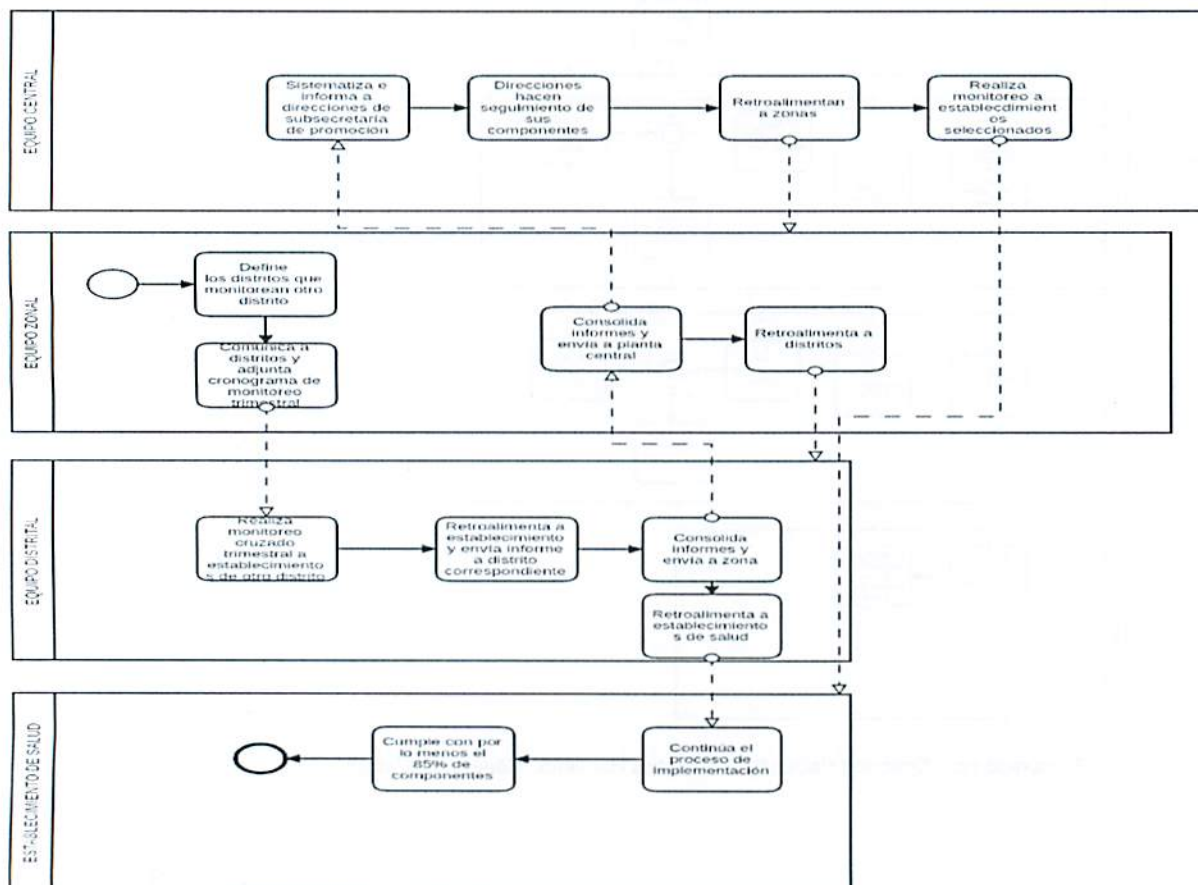 EQUIPO CENTRAL
Sistematiza e
informa a
direcciones de
subsecretaría
de promoción
Direcciones
hacen
seguimiento de
sus
componentes
Retroalimentan
a zonas
Realiza
monitoreo a
establecdimient
os
seleccionados
EQUIPO ZONAL
Define
los distritos que
monitorean otro
distrito
Comunica a
distritos y
adjunta
cronograma de
monitoreo
trimestral
Consolida
informes y
envía a planta
central
Retroalimenta a
distritos
EQUIPO DISTRITAL
Realiza
monitoreo
cruzado
trimestral a
establecimiento
s de otro distrito
Retroalimenta a
establecimiento
y envía informe
a distrito
correspondiente
Consolida
informes y
envía a zona
Retroalimenta a
establecimiento
s de salud
ESTABLECIMIENTO DE SALUD
Cumple con por
lo menos el
85% de
componentes
Continúa el
proceso de
implementación